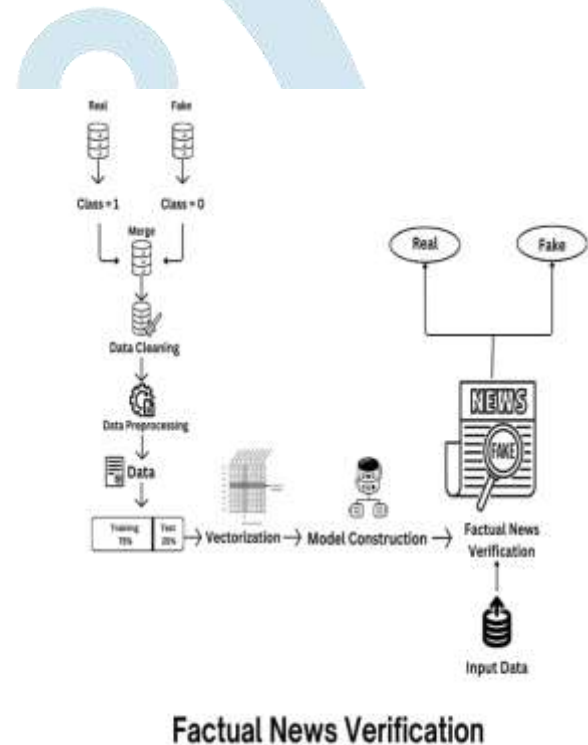 Real
Fake
Class = 1
Class = 0
Merge
Data Cleaning
Data Preprocessing
Data
Training
Test
Vectorization
Model Construction
Factual News
Verification
Real
Fake
NEWS
FAKE
Input Data
Factual News Verification